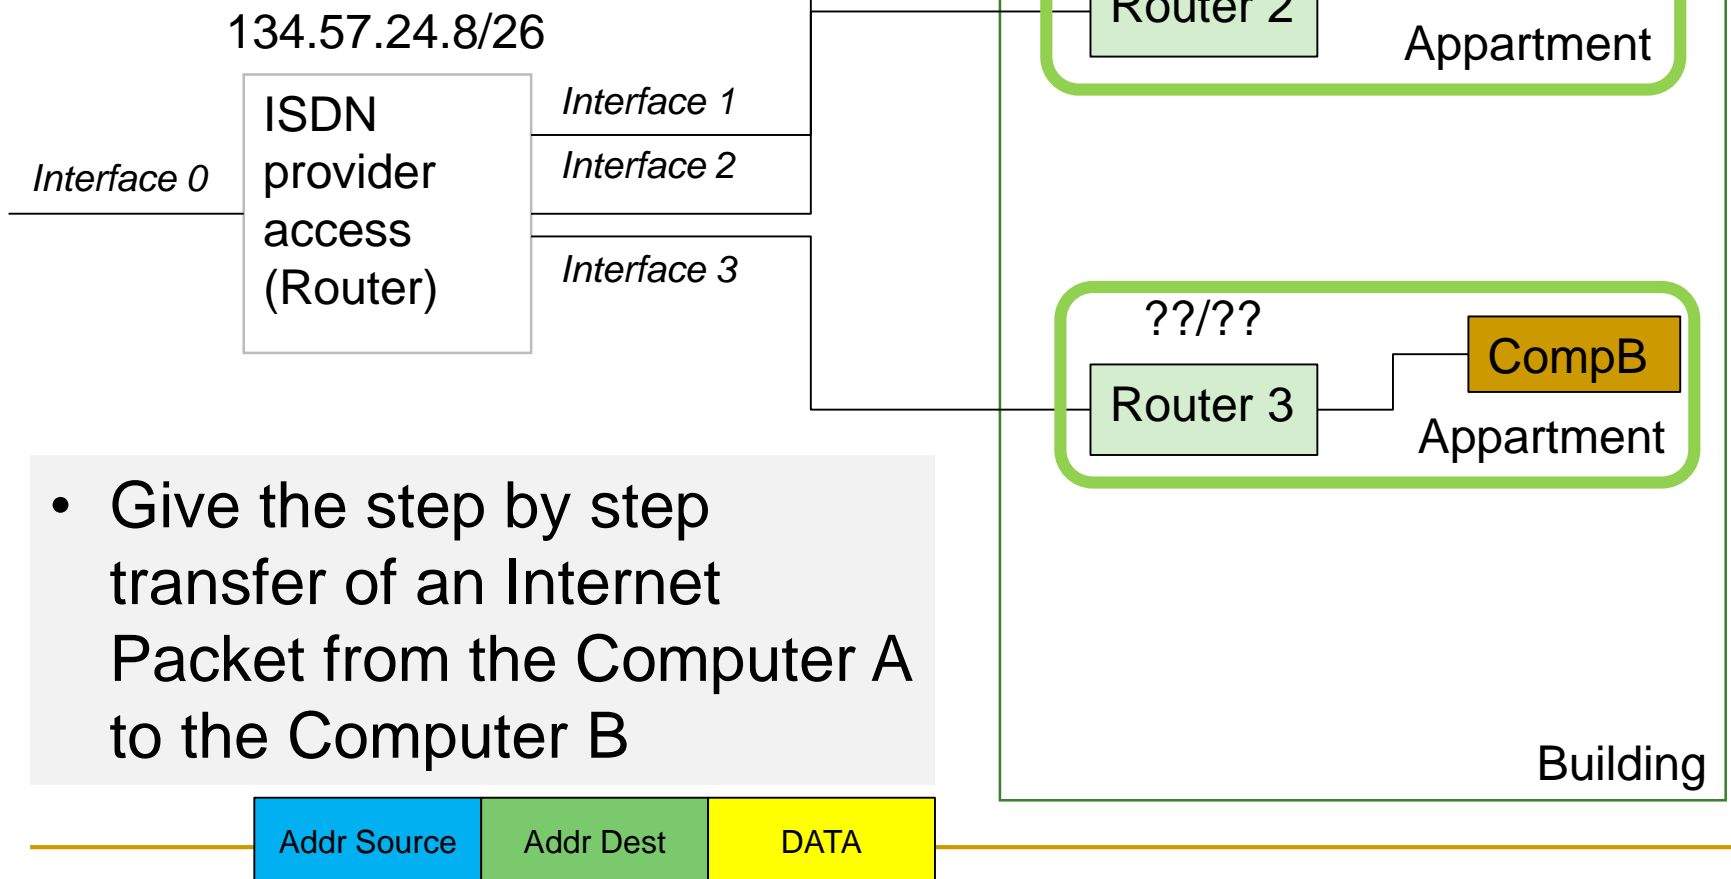 Router 2
Appartment
134.57.24.8/26
ISDN
provider
access
(Router)
Interface 0
Interface 1
Interface 2
Interface 3
??/??
Router 3
CompB
Appartment
• Give the step by step
transfer of an Internet
Packet from the Computer A
to the Computer B
Building
Addr Source
Addr Dest
DATA